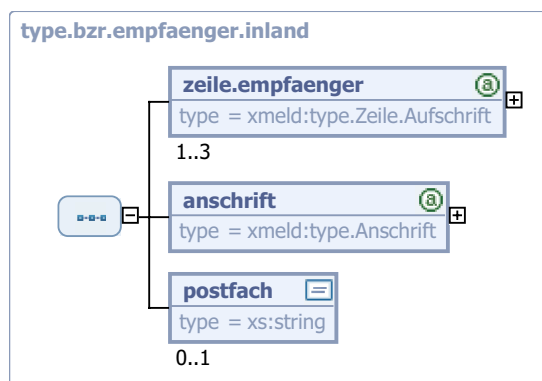 type.bzr.empfaenger.inland
zeile.empfaenger
type = xmeld:type.Zeile.Aufschrift
1..3
anschrift
type = xmeld:type.Anschrift
postfach
type = xs:string
0..1